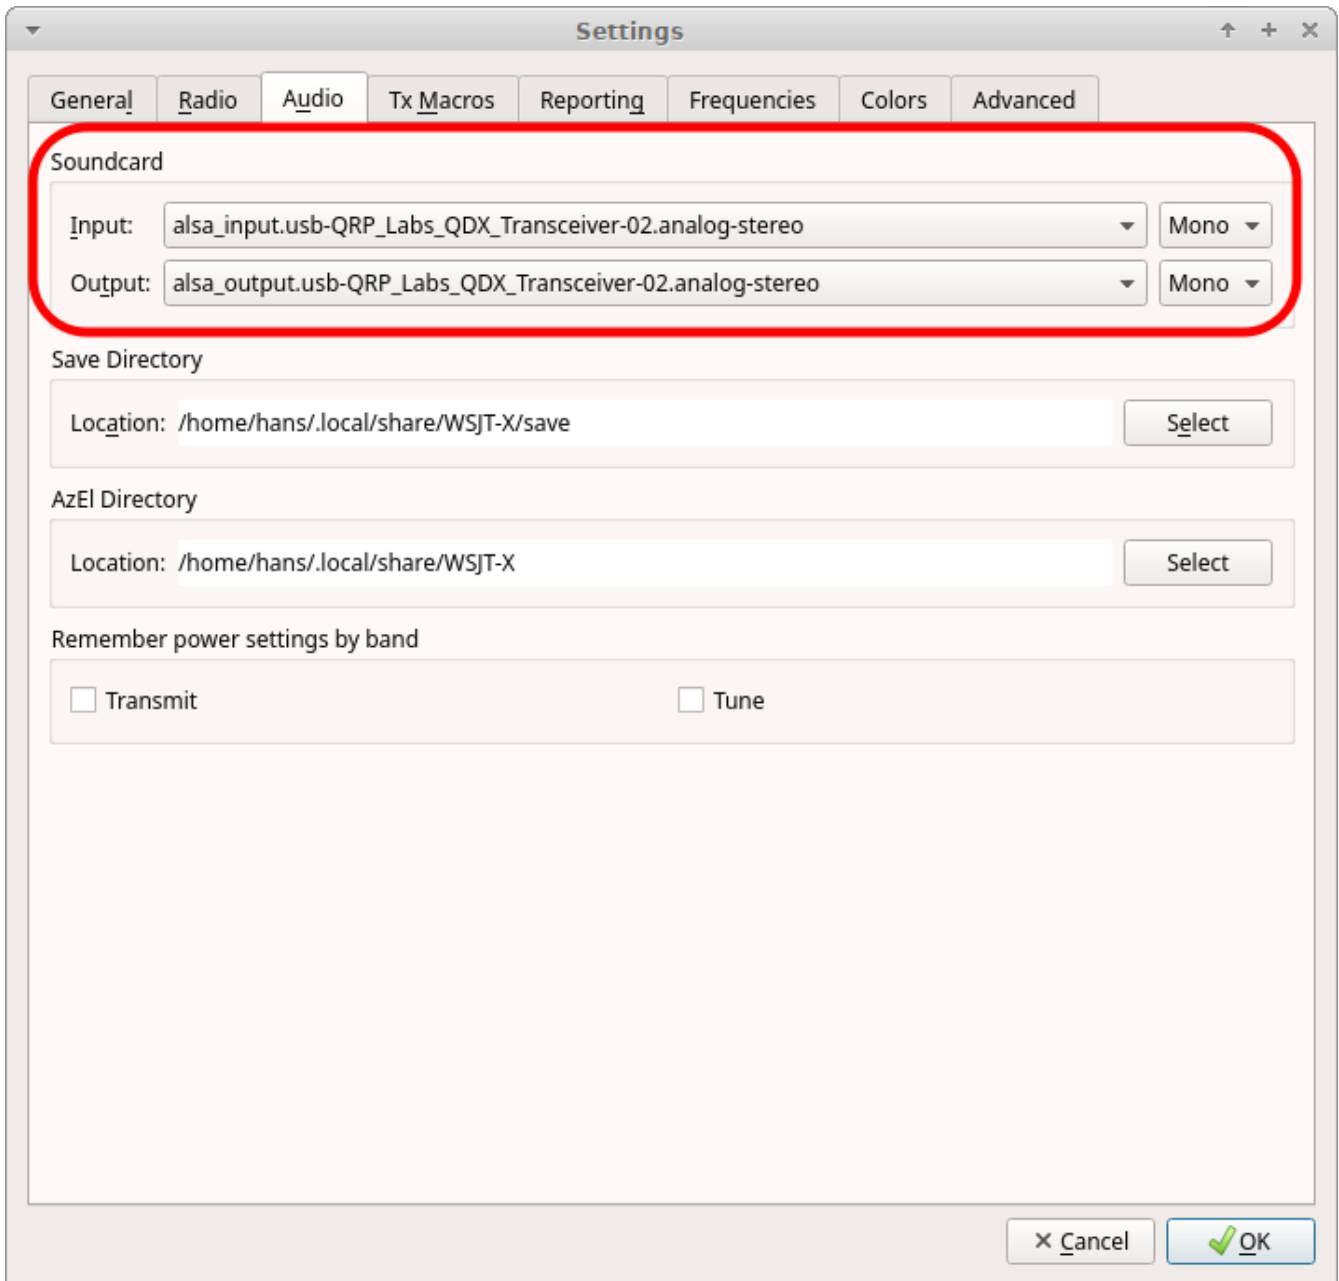 Settings
General Radio Audio Tx Macros Reporting Frequencies Colors Advanced
Soundcard
Input: alsa_input.usb-QRP_Labs_QDX_Transceiver-02.analog-stereo Mono
Output: alsa_output.usb-QRP_Labs_QDX_Transceiver-02.analog-stereo Mono
Save Directory
Location: /home/hans/.local/share/WSJT-X/save Select
AzEl Directory
Location: /home/hans/.local/share/WSJT-X Select
Remember power settings by band
Transmit Tune
Cancel OK